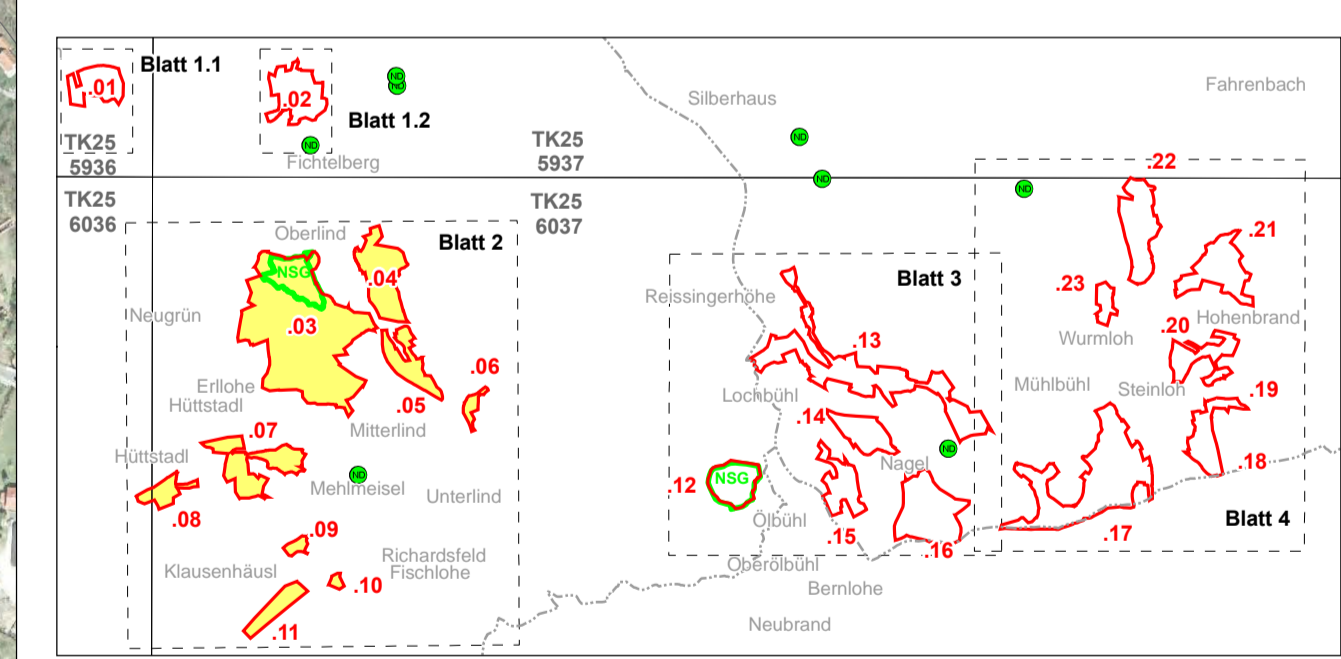 Blatt 1.1
.01
.02
ND
ND
Blatt 1.2
ND
Fichtelberg
TK25
5936
TK25
5937
TK25
6036
TK25
6037
Silberhaus
Fahrenbach
ND
ND
ND
Blatt 2
Oberlind
NSG
.04
.03
Neugrün
.06
Erllohe
Hüttstadl
.05
Mitterlind
.07
Hüttstadl
ND
Mehlmeisel
Unterlind
.08
.09
Richardsfeld
Fischlohe
Klausenhäusl
.10
.11
Blatt 3
Reissingerhöhe
.13
Lochbühl
.14
ND
Nagel
.12
NSG
Ölbühl
.15
.16
Oberölbühl
Bernlohe
Neubrand
.22
.21
.23
.20
Hohenbrand
Wurmloh
Mühlbühl
Steinloh
.19
.18
Blatt 4
.17